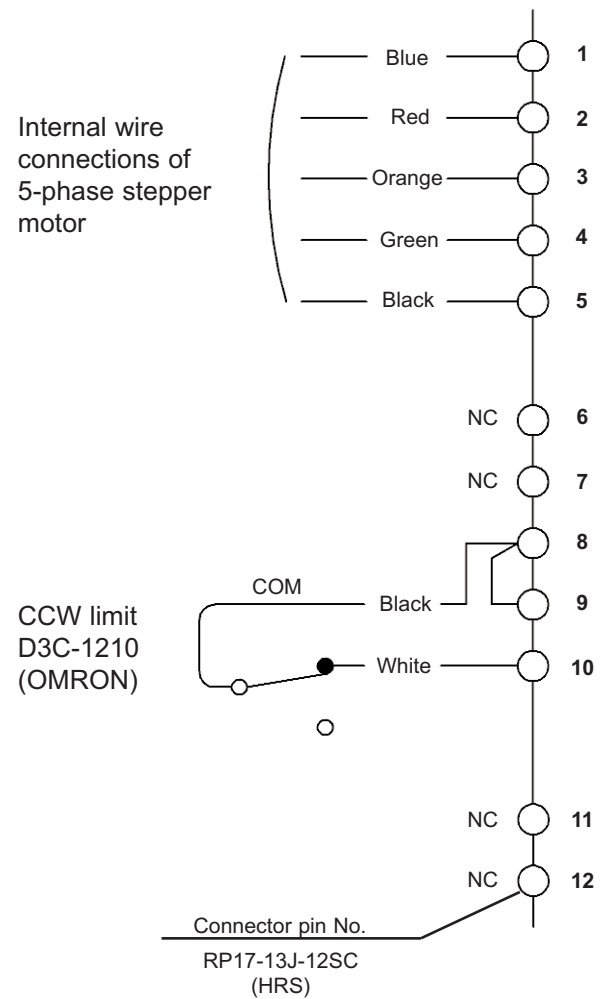 Blue 1
Red 2
Internal wire
connections of
5-phase stepper
motor
Orange 3
Green 4
Black 5
NC 6
NC 7
8
COM
Black 9
CCW limit
D3C-1210
(OMRON)
White 10
NC 11
NC 12
Connector pin No.
RP17-13J-12SC
(HRS)